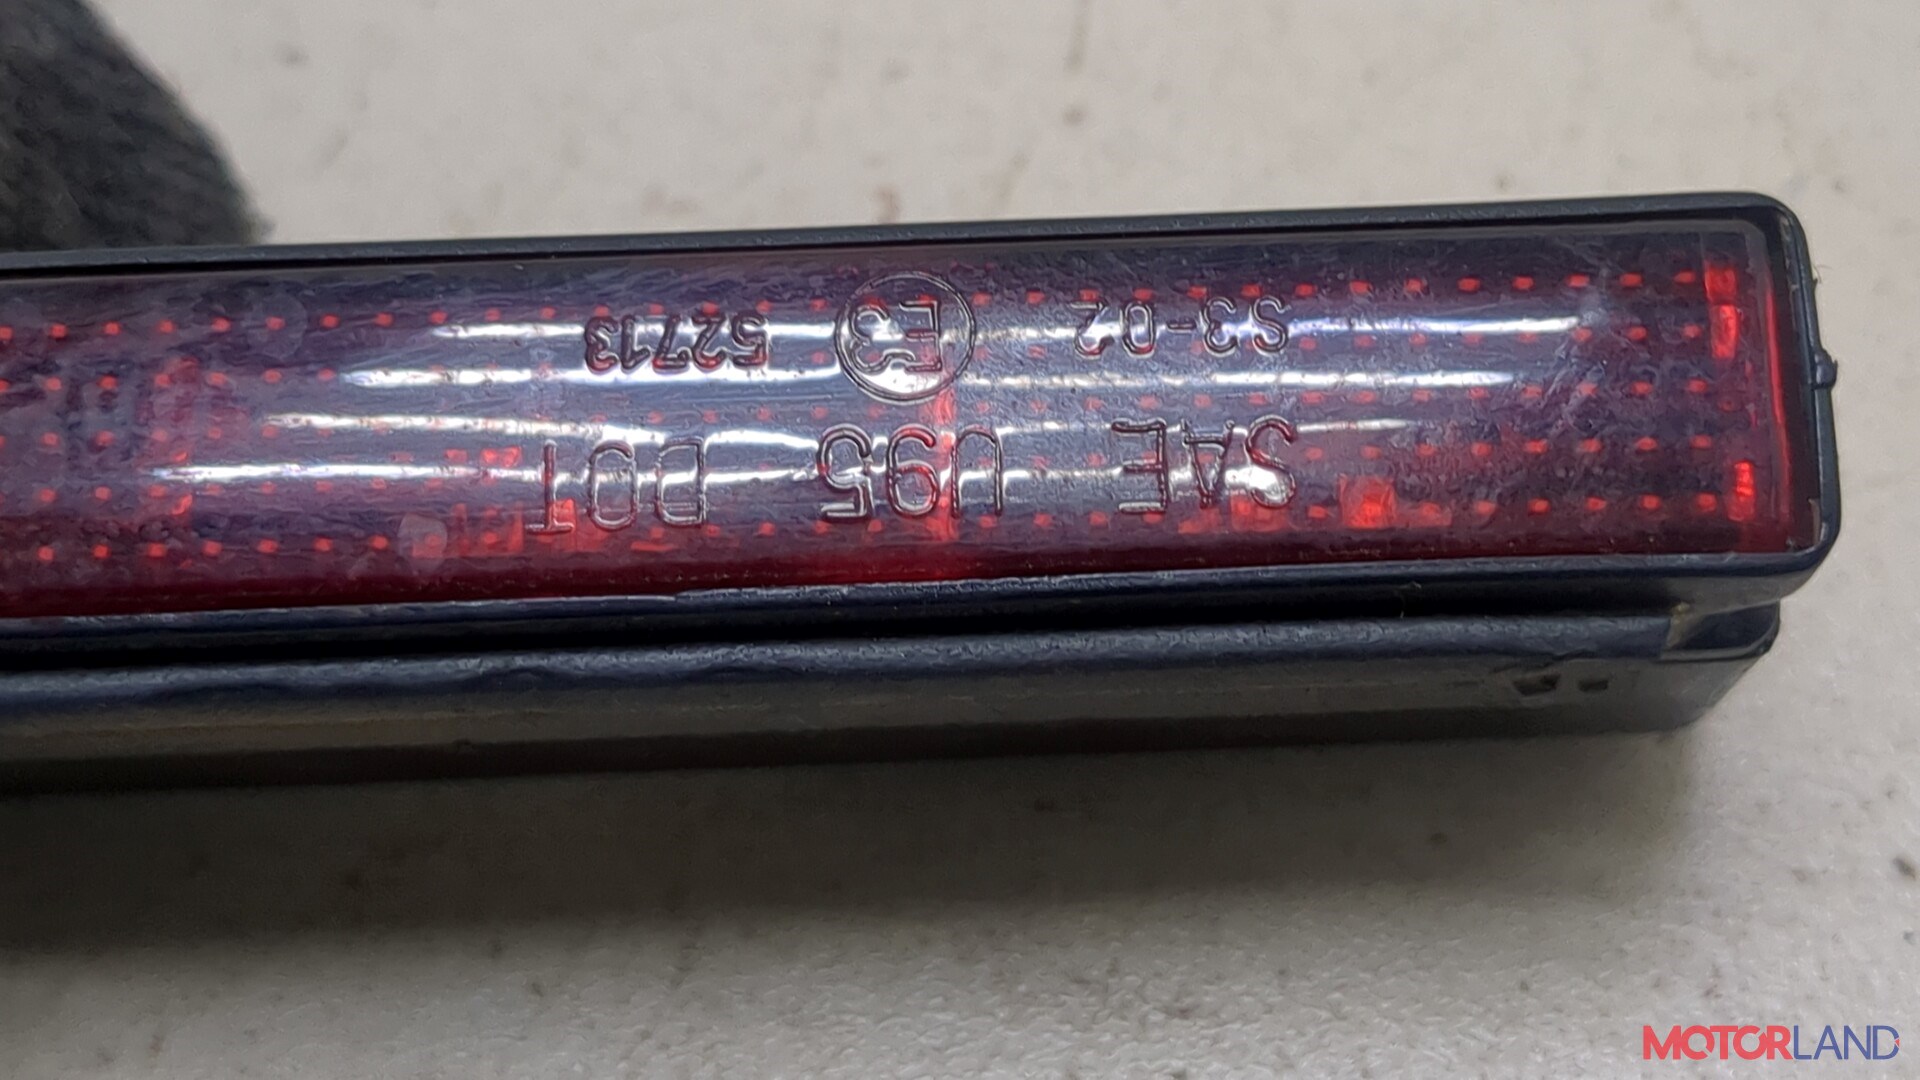 SAE U95 DOT
S3-02 E3 52713
MOTORLAND